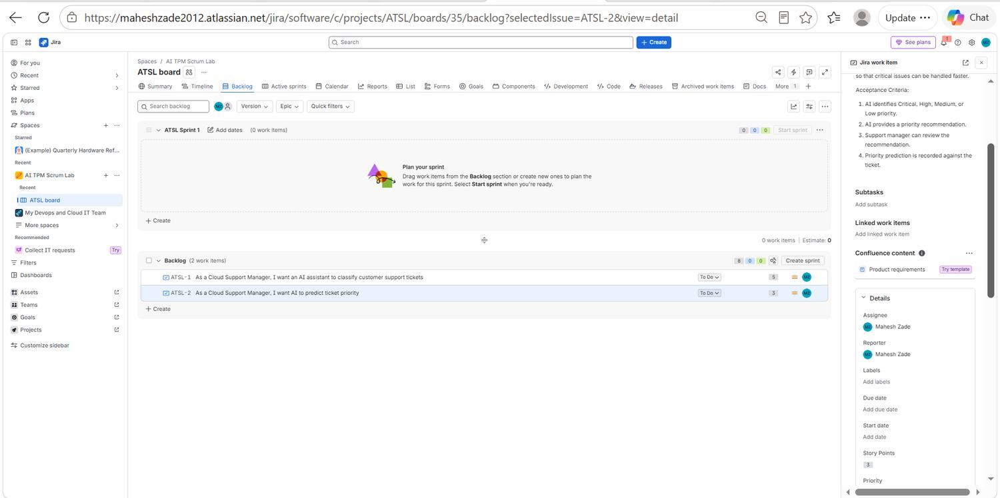 https://maheshzade2012.atlassian.net/jira/software/c/projects/ATSL/boards/35/backlog?selectedIssue=ATSL-2&view=detail
Update
Chat
Jira
Search
+ Create
See plans
1
MZ
For you
Recent
Starred
Apps
Plans
Spaces
Starred
(Example) Quarterly Hardware Ref...
Recent
AI TPM Scrum Lab
Recent
ATSL board
My Devops and Cloud IT Team
More spaces
Recommended
Collect IT requests Try
Filters
Dashboards
Assets
Teams
Goals
Projects
Customize sidebar
Spaces / AI TPM Scrum Lab
ATSL board
Summary Timeline Backlog Active sprints Calendar Reports List Forms Goals Components Development Code Releases Archived work items Docs More 1
Search backlog MZ Version Epic Quick filters
ATSL Sprint 1 Add dates (0 work items) 0 0 0 Start sprint
Plan your sprint
Drag work items from the Backlog section or create new ones to plan the
work for this sprint. Select Start sprint when you're ready.
+ Create
0 work items | Estimate: 0
Backlog (2 work items) 8 0 0 Create sprint
ATSL-1 As a Cloud Support Manager, I want an AI assistant to classify customer support tickets To Do 5 MZ
ATSL-2 As a Cloud Support Manager, I want AI to predict ticket priority To Do 3 MZ
+ Create
Jira work item
so that critical issues can be handled faster.
Acceptance Criteria:
1. AI identifies Critical, High, Medium, or
Low priority.
2. AI provides a priority recommendation.
3. Support manager can review the
recommendation.
4. Priority prediction is recorded against the
ticket.
Subtasks
Add subtask
Linked work items
Add linked work item
Confluence content
Product requirements Try template
Details
Assignee
MZ Mahesh Zade
Reporter
MZ Mahesh Zade
Labels
Add labels
Due date
Add due date
Start date
Add date
Story Points
3
Priority